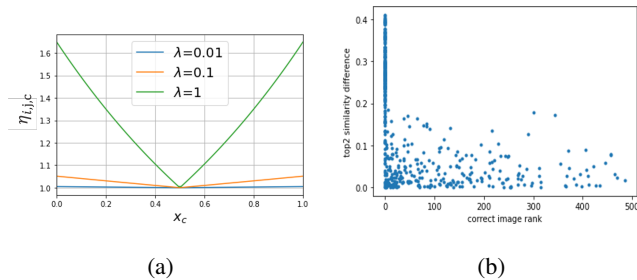 1.6
1.5
1.4
1.3
1.2
1.1
1.0
0.0
0.2
0.4
0.6
0.8
1.0
η_{i,j,c}
x_c
λ=0.01
λ=0.1
λ=1
(a)
0.4
0.3
0.2
0.1
0.0
0
100
200
300
400
500
top2 similarity difference
correct image rank
(b)